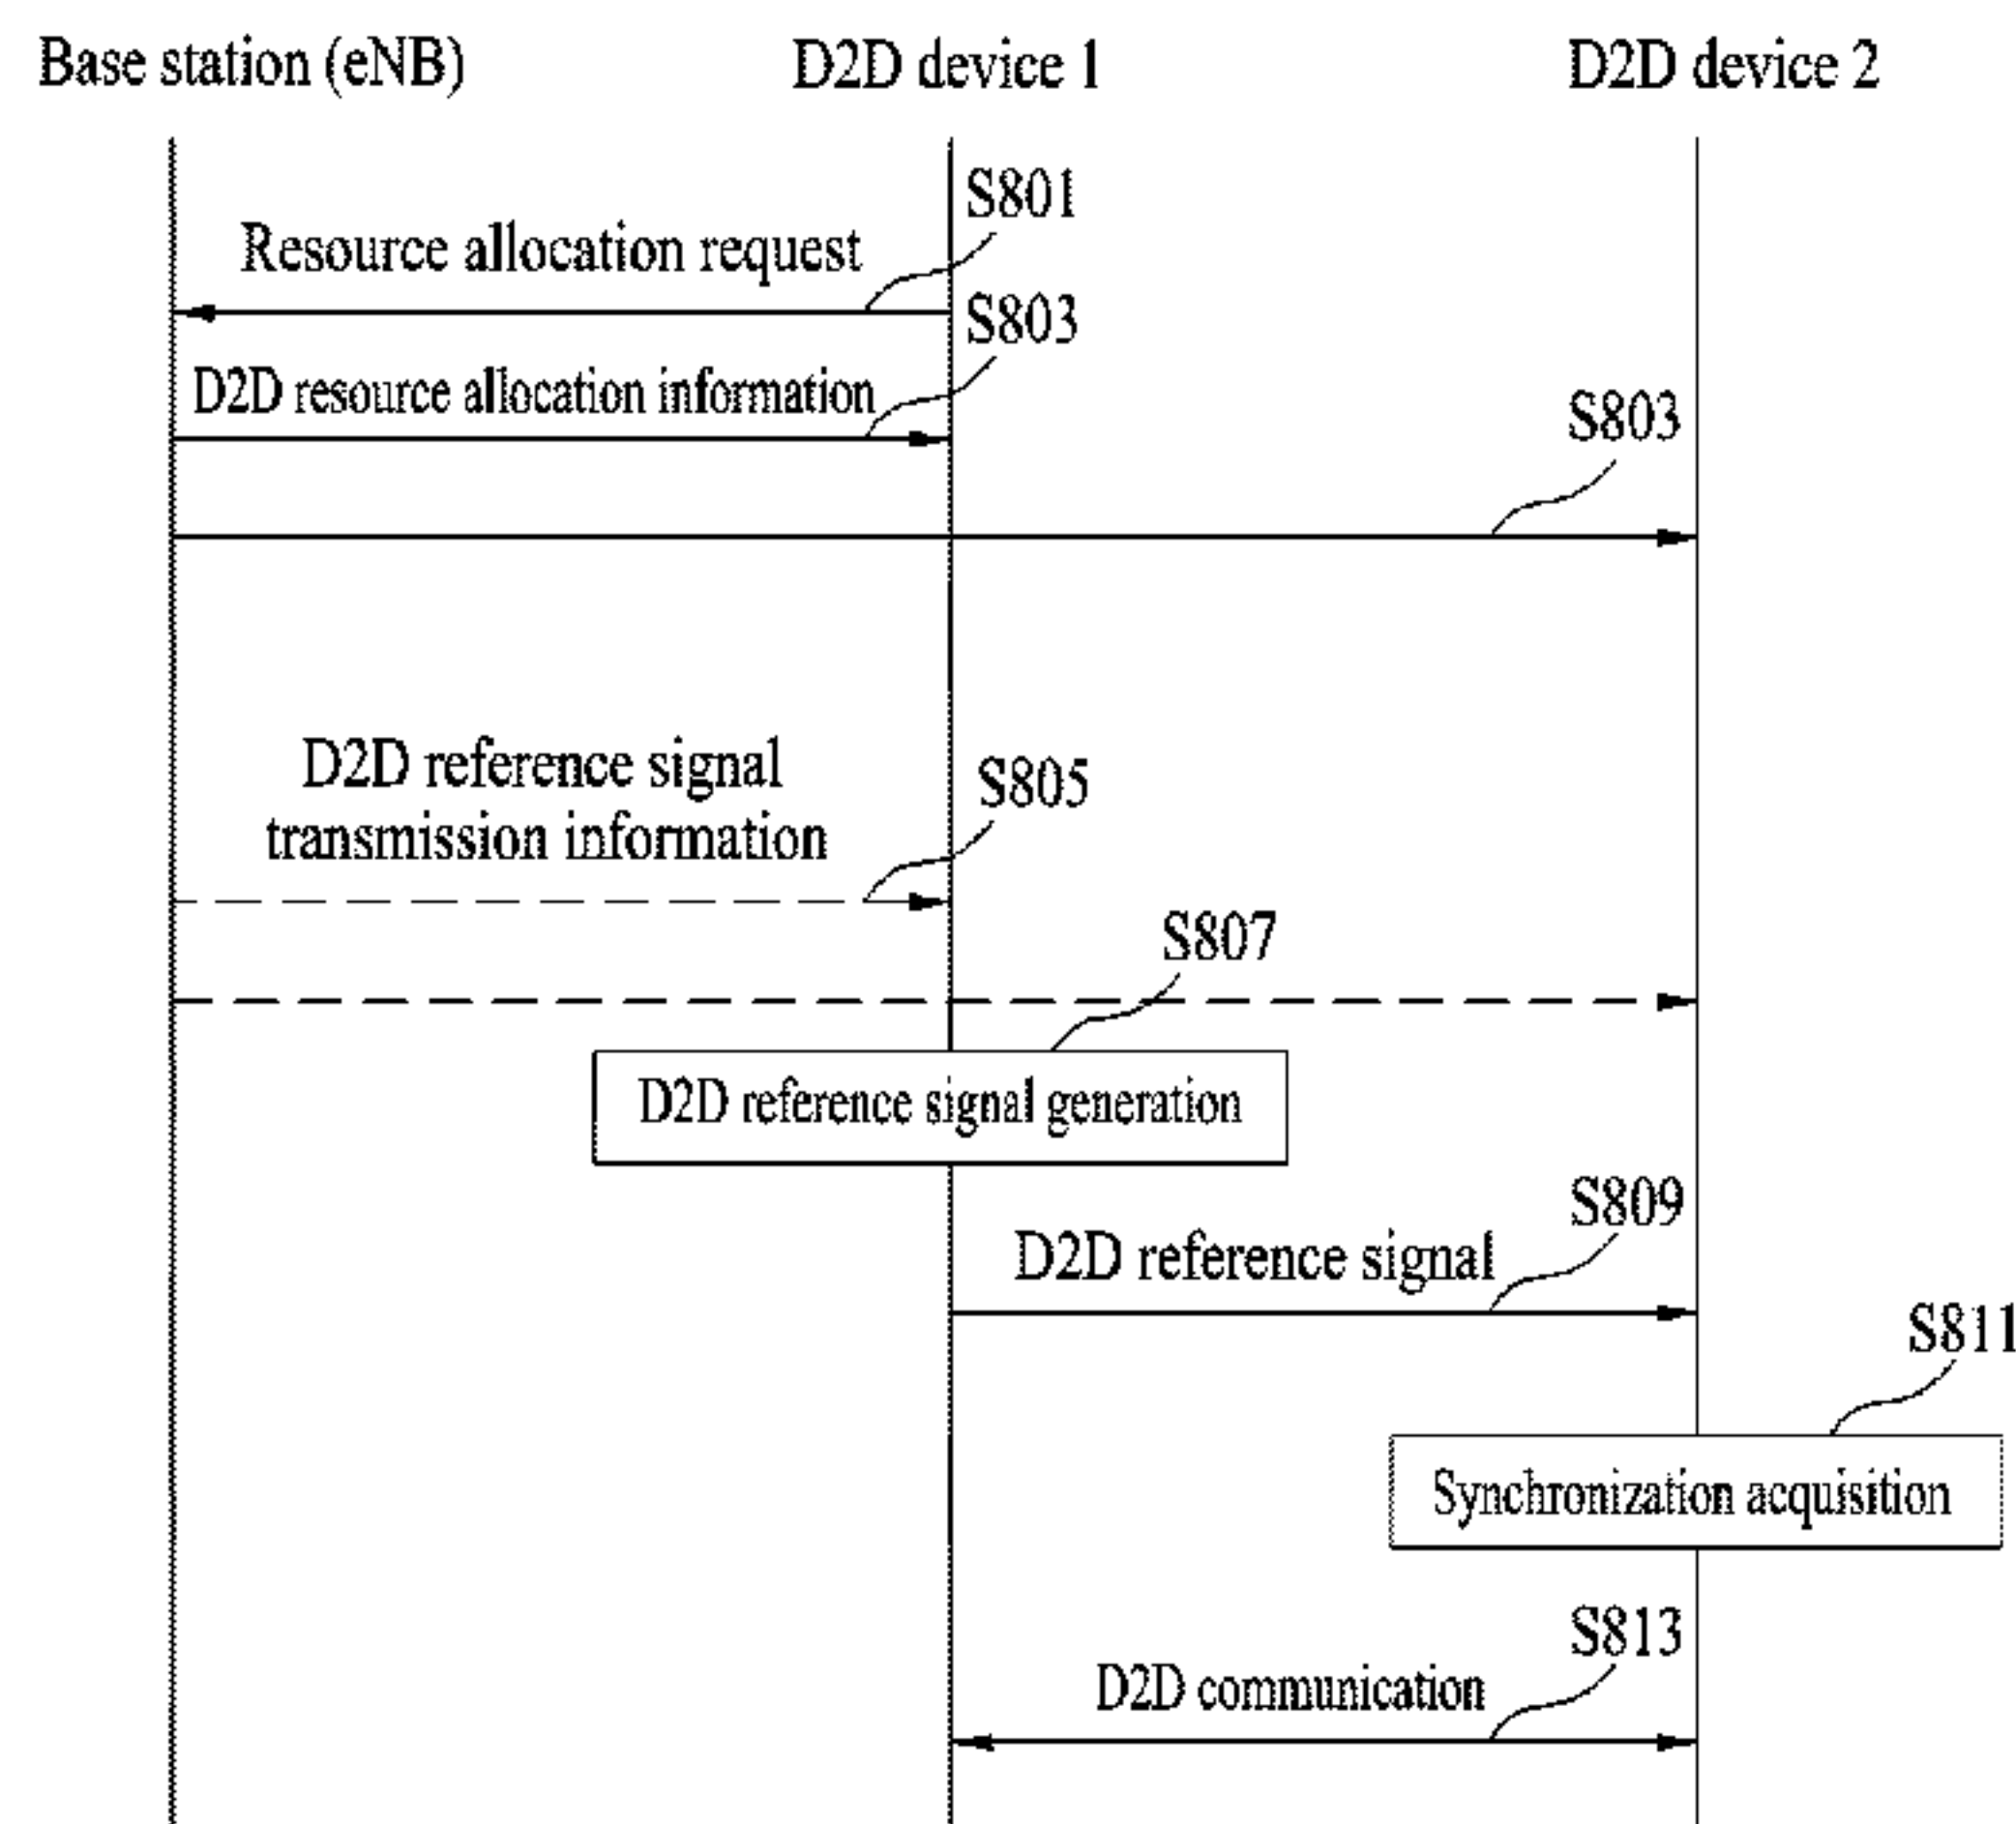 Base station (eNB)
D2D device 1
D2D device 2
S801
Resource allocation request
S803
D2D resource allocation information
S803
D2D reference signal
transmission information
S805
S807
D2D reference signal generation
S809
D2D reference signal
S811
Synchronization acquisition
S813
D2D communication